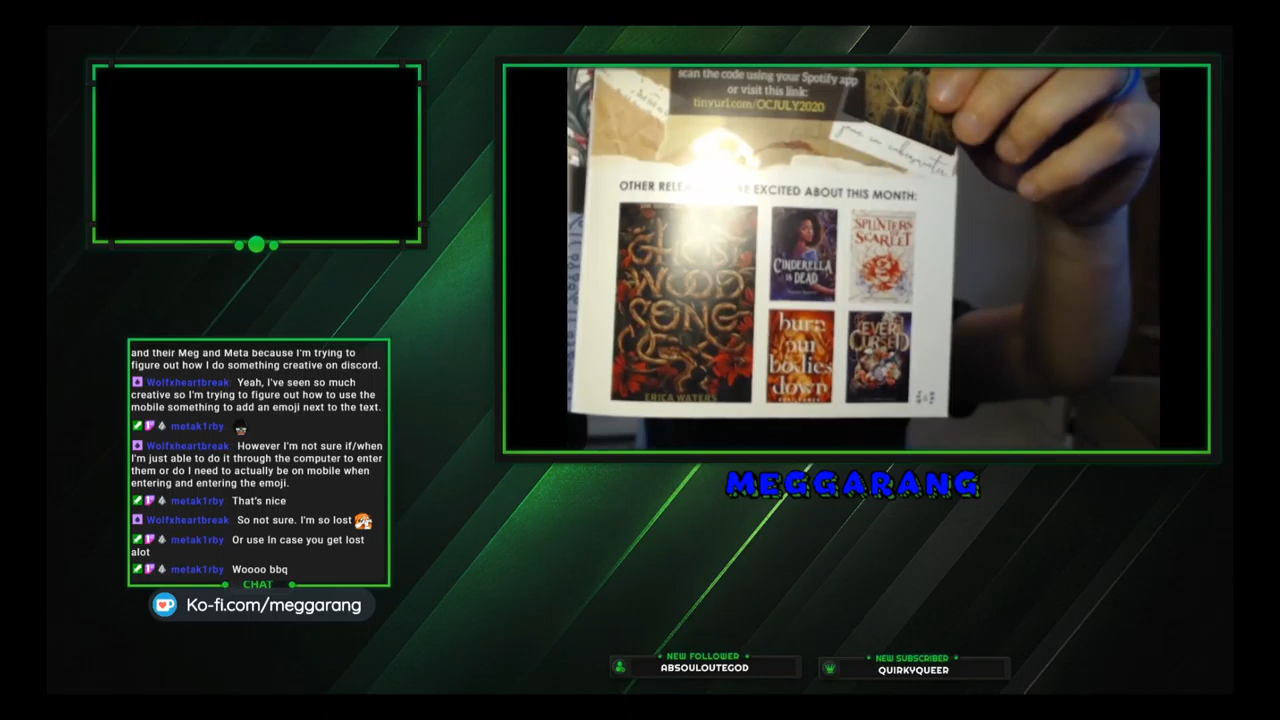 and their Meg and Meta because I'm trying to
figure out how I do something creative on discord.
Wolfxheartbreak Yeah, I've seen so much
creative so I'm trying to figure out how to use the
mobile something to add an emoji next to the text.
metak1rby
Wolfxheartbreak However I'm not sure if/when
I'm just able to do it through the computer to enter
them or do I need to actually be on mobile when
entering and entering the emoji.
metak1rby That's nice
Wolfxheartbreak So not sure. I'm so lost
metak1rby Or use In case you get lost
alot
metak1rby Woooo bbq
CHAT
Ko-fi.com/meggarang
scan the code using your Spotify app
or visit this link:
tinyurl.com/OCJULY2020
OTHER EXCITED ABOUT THIS MONTH:
GHOST
WOOD
SONG
ERICA WATERS
CINDERELLA
IS DEAD
SPLINTERS
OF
SCARLET
burn
our
bodies
down
EVER
CURSED
MEGGARANG
NEW FOLLOWER
ABSOULOUTEGOD
NEW SUBSCRIBER
QUIRKYQUEER